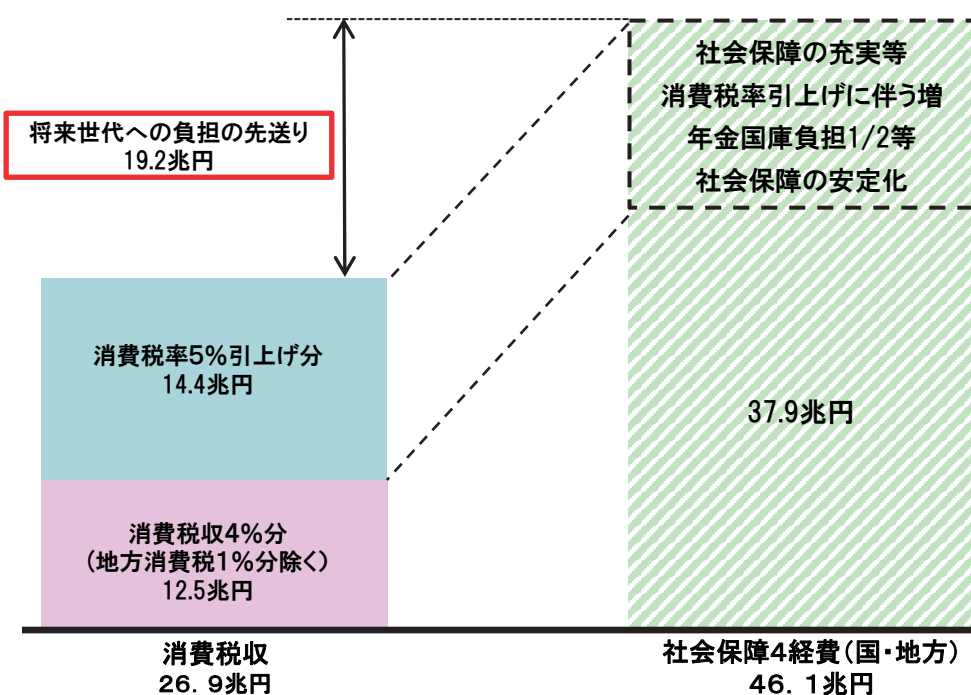 社会保障の充実等
消費税率引上げに伴う増
年金国庫負担1/2等
社会保障の安定化
将来世代への負担の先送り
19.2兆円
消費税率5%引上げ分
14.4兆円
37.9兆円
消費税収4%分
(地方消費税1%分除く)
12.5兆円
消費税収
26.9兆円
社会保障4経費(国・地方)
46.1兆円